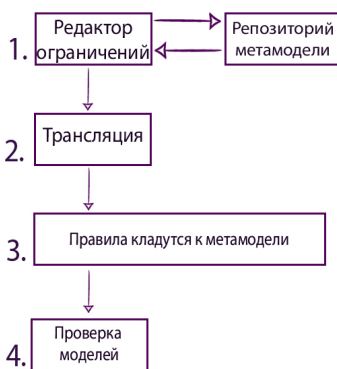 1. Редактор
ограничений
Репозиторий
метамодели
2. Трансляция
3. Правила кладутся к метамодели
4. Проверка
моделей